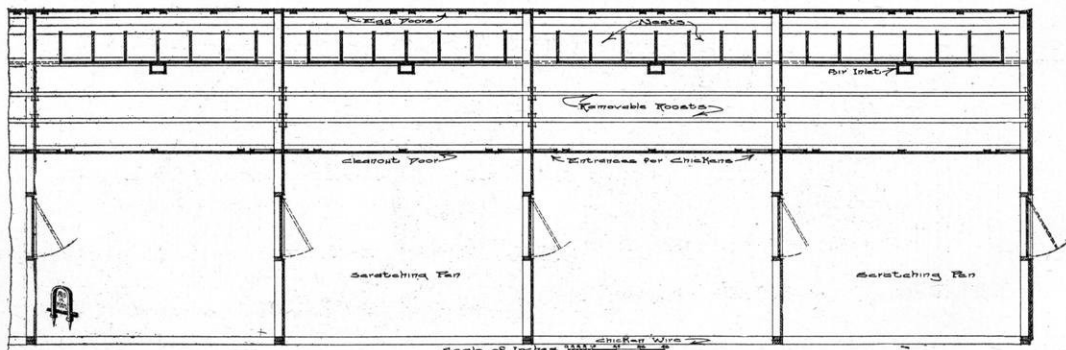 Egg Doors
Nests
Air Inlet
Removable Roosts
Cleanout Door
Entrances for Chickens
Scratching Pen
Scratching Pen
Chicken Wire
Scale of Inches